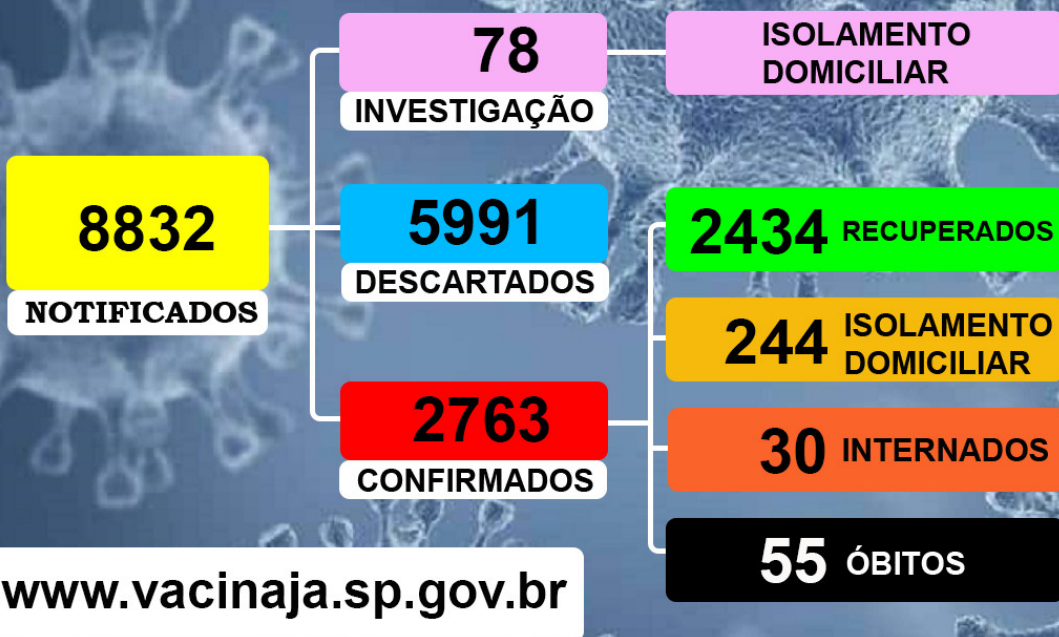 78
INVESTIGAÇÃO
ISOLAMENTO
DOMICILIAR
8832
NOTIFICADOS
5991
DESCARTADOS
2763
CONFIRMADOS
2434 RECUPERADOS
244 ISOLAMENTO
DOMICILIAR
30 INTERNADOS
55 ÓBITOS
www.vacinaja.sp.gov.br